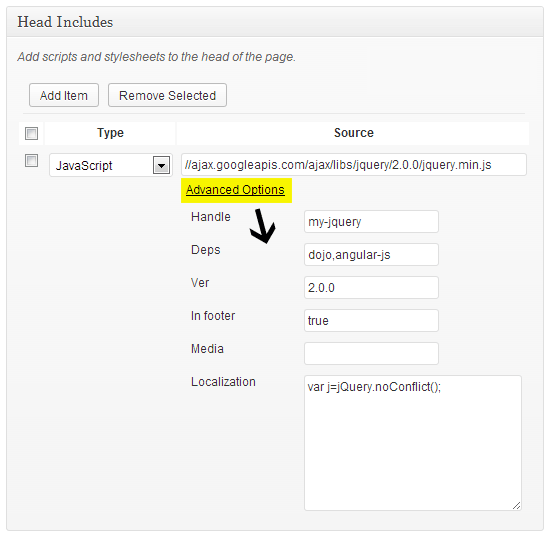 Head Includes
Add scripts and stylesheets to the head of the page.
Add Item Remove Selected
Type Source
JavaScript //ajax.googleapis.com/ajax/libs/jquery/2.0.0/jquery.min.js
Advanced Options
Handle my-jquery
Deps dojo,angular-js
Ver 2.0.0
In footer true
Media
Localization var j=jQuery.noConflict();